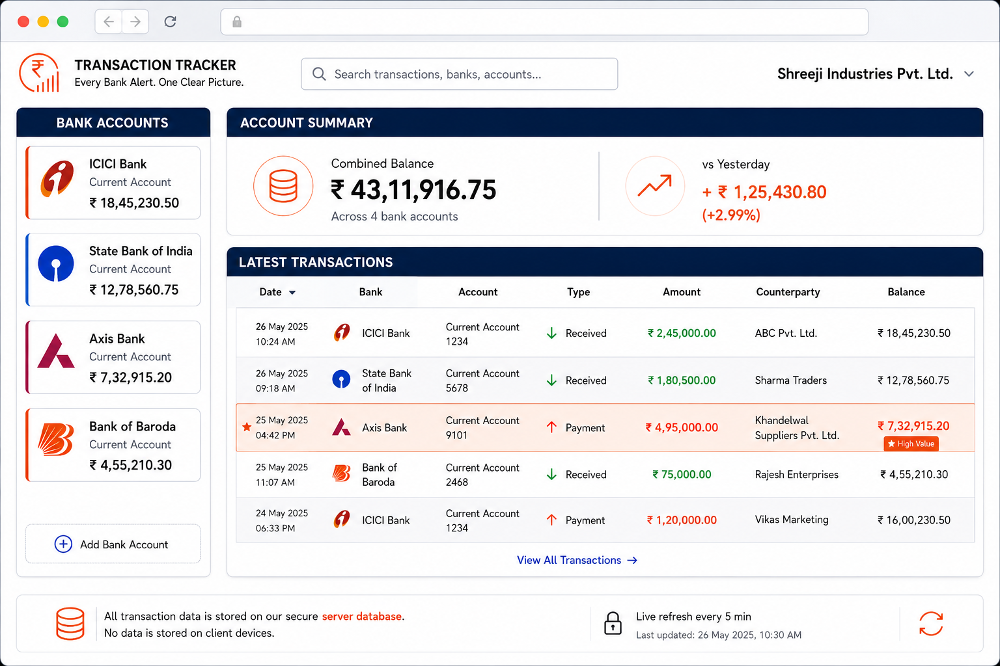 TRANSACTION TRACKER
Every Bank Alert. One Clear Picture.
Search transactions, banks, accounts...
Shreeji Industries Pvt. Ltd.
BANK ACCOUNTS
ICICI Bank
Current Account
₹ 18,45,230.50
State Bank of India
Current Account
₹ 12,78,560.75
Axis Bank
Current Account
₹ 7,32,915.20
Bank of Baroda
Current Account
₹ 4,55,210.30
Add Bank Account
ACCOUNT SUMMARY
Combined Balance
₹ 43,11,916.75
Across 4 bank accounts
vs Yesterday
+ ₹ 1,25,430.80
(+2.99%)
LATEST TRANSACTIONS
Date Bank Account Type Amount Counterparty Balance
26 May 2025
10:24 AM
ICICI Bank
Current Account
1234
Received
₹ 2,45,000.00
ABC Pvt. Ltd.
₹ 18,45,230.50
26 May 2025
09:18 AM
State Bank
of India
Current Account
5678
Received
₹ 1,80,500.00
Sharma Traders
₹ 12,78,560.75
25 May 2025
04:42 PM
Axis Bank
Current Account
9101
Payment
₹ 4,95,000.00
Khandelwal
Suppliers Pvt. Ltd.
₹ 7,32,915.20
High Value
25 May 2025
11:07 AM
Bank of
Baroda
Current Account
2468
Received
₹ 75,000.00
Rajesh Enterprises
₹ 4,55,210.30
24 May 2025
06:33 PM
ICICI Bank
Current Account
1234
Payment
₹ 1,20,000.00
Vikas Marketing
₹ 16,00,230.50
View All Transactions →
All transaction data is stored on our secure server database.
No data is stored on client devices.
Live refresh every 5 min
Last updated: 26 May 2025, 10:30 AM